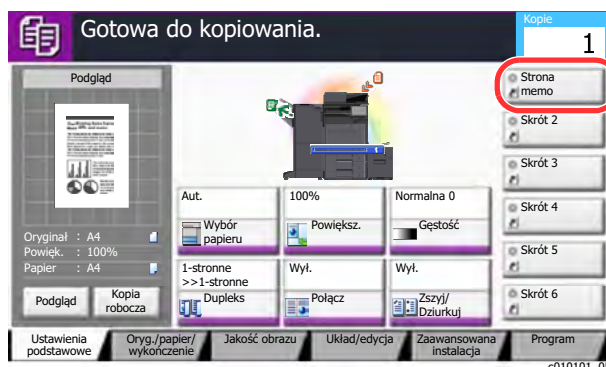 Gotowa do kopiowania.
Kopie
1
Podgląd
Oryginał : A4
Powięk. : 100%
Papier : A4
Podgląd
Kopia
robocza
Aut.
Wybór
papieru
100%
Powiększ.
Normalna 0
Gęstość
1-stronne
>>1-stronne
Dupleks
Wył.
Połącz
Wył.
Zszyj/
Dziurkuj
Strona
memo
Skrót 2
Skrót 3
Skrót 4
Skrót 5
Skrót 6
Ustawienia
podstawowe
Oryg./papier/
wykończenie
Jakość obrazu
Układ/edycja
Zaawansowana
instalacja
Program